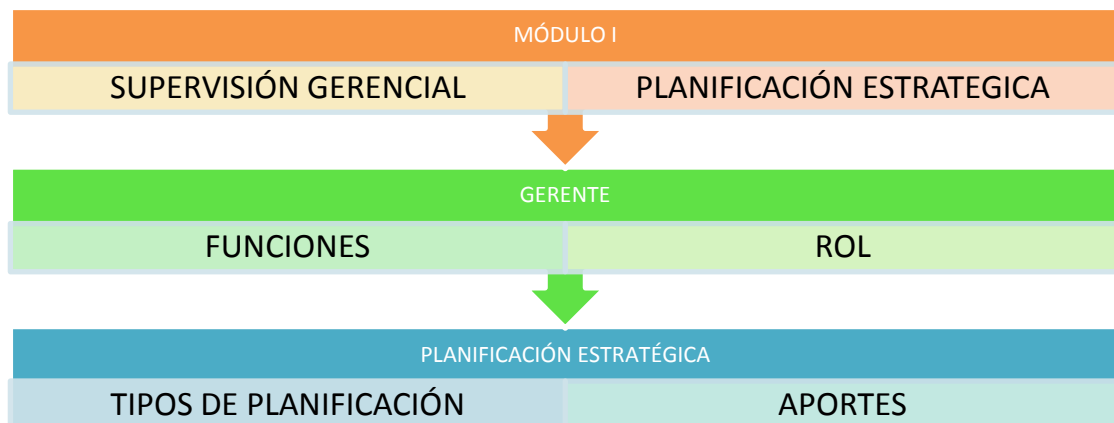 MÓDULO I
SUPERVISIÓN GERENCIAL
PLANIFICACIÓN ESTRATEGICA
GERENTE
FUNCIONES
ROL
PLANIFICACIÓN ESTRATÉGICA
TIPOS DE PLANIFICACIÓN
APORTES